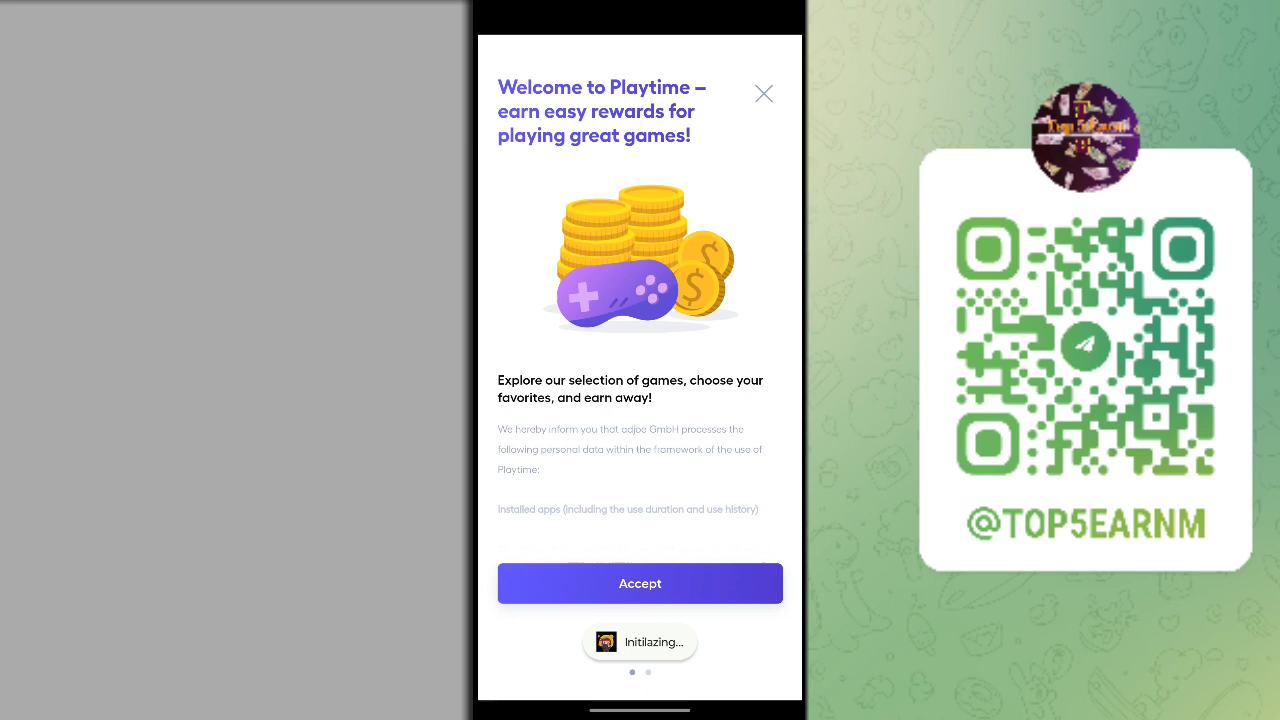 Welcome to Playtime –
earn easy rewards for
playing great games!
Explore our selection of games, choose your
favorites, and earn away!
We hereby inform you that adjoe GmbH processes the
following personal data within the framework of the use of
Playtime:
Installed apps (including the use duration and use history)
Accept
Initilazing...
@TOP5EARNM